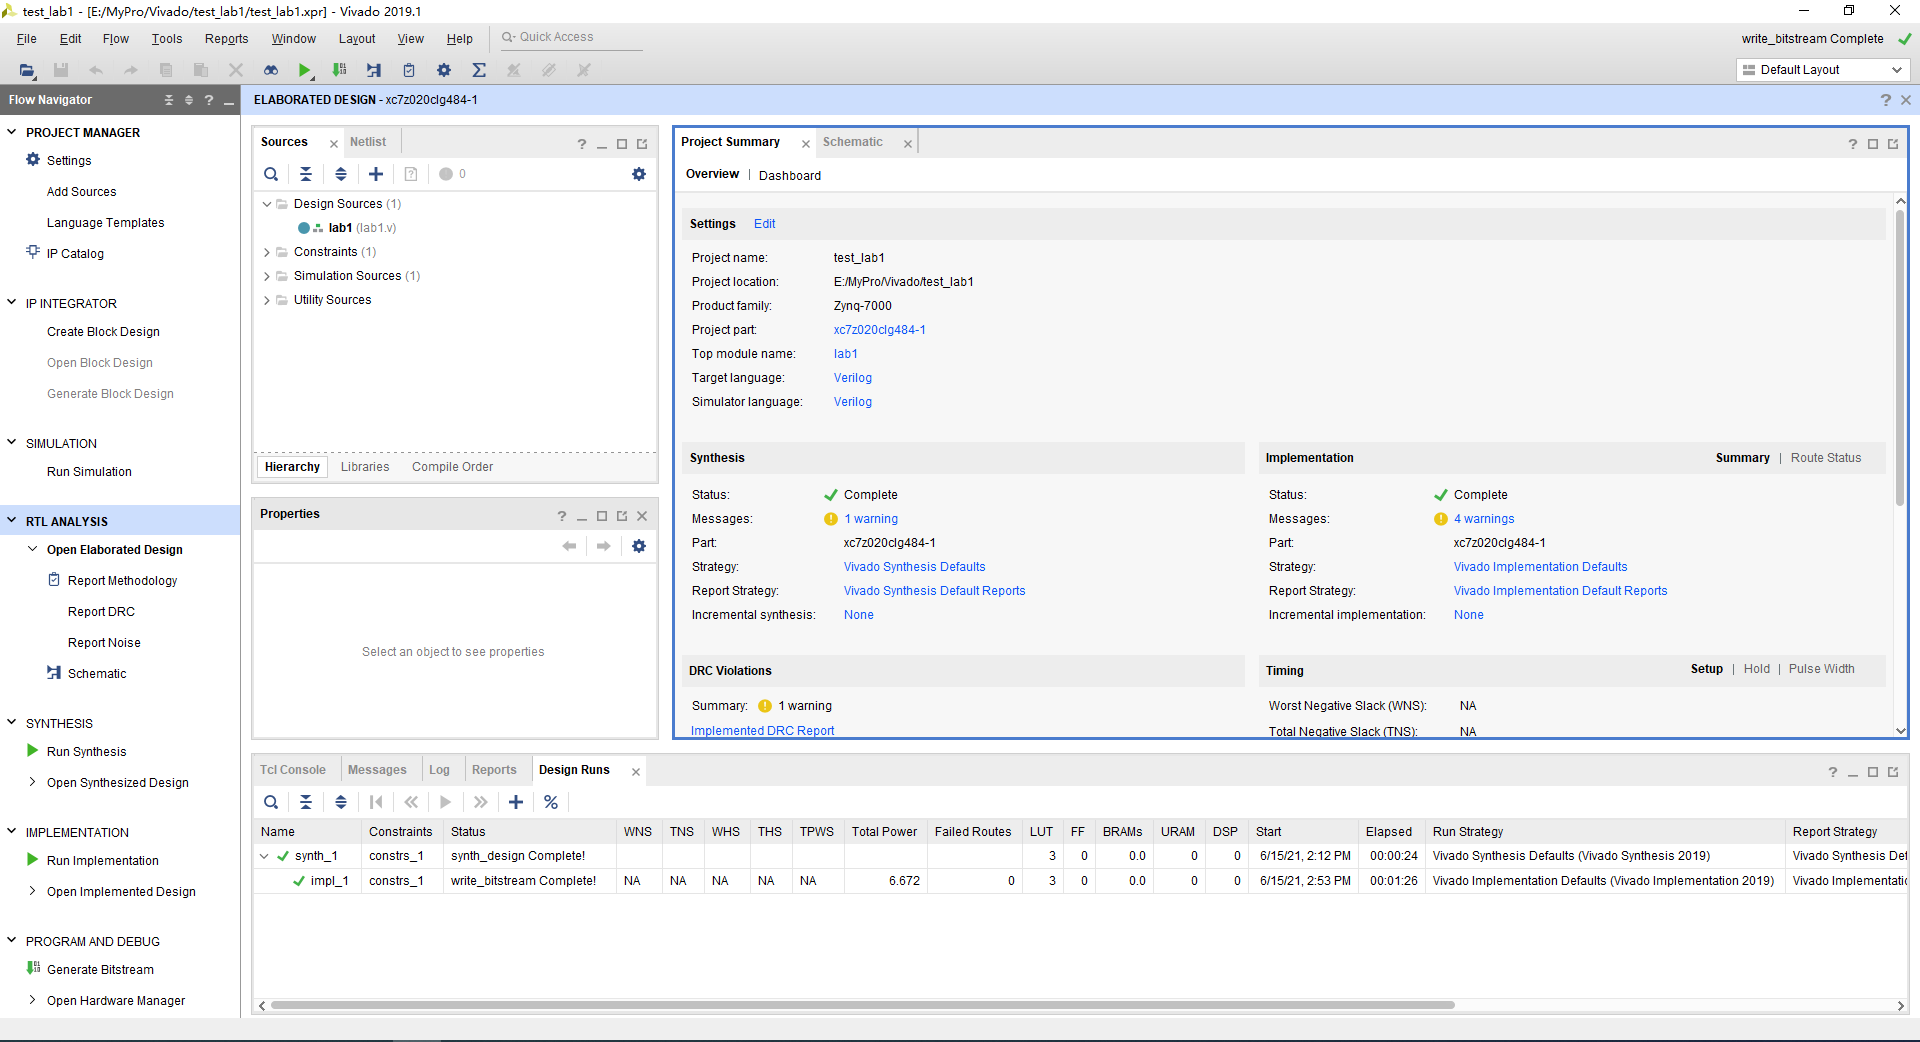 test_lab1 - [E:/MyPro/Vivado/test_lab1/test_lab1.xpr] - Vivado 2019.1
File Edit Flow Tools Reports Window Layout View Help Quick Access
write_bitstream Complete
Default Layout
Flow Navigator
ELABORATED DESIGN - xc7z020clg484-1
PROJECT MANAGER
Settings
Add Sources
Language Templates
IP Catalog
IP INTEGRATOR
Create Block Design
Open Block Design
Generate Block Design
SIMULATION
Run Simulation
RTL ANALYSIS
Open Elaborated Design
Report Methodology
Report DRC
Report Noise
Schematic
SYNTHESIS
Run Synthesis
Open Synthesized Design
IMPLEMENTATION
Run Implementation
Open Implemented Design
PROGRAM AND DEBUG
Generate Bitstream
Open Hardware Manager
Sources Netlist
0
Design Sources (1)
lab1 (lab1.v)
Constraints (1)
Simulation Sources (1)
Utility Sources
Hierarchy Libraries Compile Order
Properties
Select an object to see properties
Project Summary Schematic
Overview | Dashboard
Settings Edit
Project name: test_lab1
Project location: E:/MyPro/Vivado/test_lab1
Product family: Zynq-7000
Project part: xc7z020clg484-1
Top module name: lab1
Target language: Verilog
Simulator language: Verilog
Synthesis
Status: Complete
Messages: 1 warning
Part: xc7z020clg484-1
Strategy: Vivado Synthesis Defaults
Report Strategy: Vivado Synthesis Default Reports
Incremental synthesis: None
Implementation Summary | Route Status
Status: Complete
Messages: 4 warnings
Part: xc7z020clg484-1
Strategy: Vivado Implementation Defaults
Report Strategy: Vivado Implementation Default Reports
Incremental implementation: None
DRC Violations
Summary: 1 warning
Implemented DRC Report
Timing Setup | Hold | Pulse Width
Worst Negative Slack (WNS): NA
Total Negative Slack (TNS): NA
Tcl Console Messages Log Reports Design Runs
Name Constraints Status WNS TNS WHS THS TPWS Total Power Failed Routes LUT FF BRAMs URAM DSP Start Elapsed Run Strategy Report Strategy
synth_1 constrs_1 synth_design Complete! 3 0 0.0 0 0 6/15/21, 2:12 PM 00:00:24 Vivado Synthesis Defaults (Vivado Synthesis 2019) Vivado Synthesis Def
impl_1 constrs_1 write_bitstream Complete! NA NA NA NA NA 6.672 0 3 0 0.0 0 0 6/15/21, 2:53 PM 00:01:26 Vivado Implementation Defaults (Vivado Implementation 2019) Vivado Implementatio